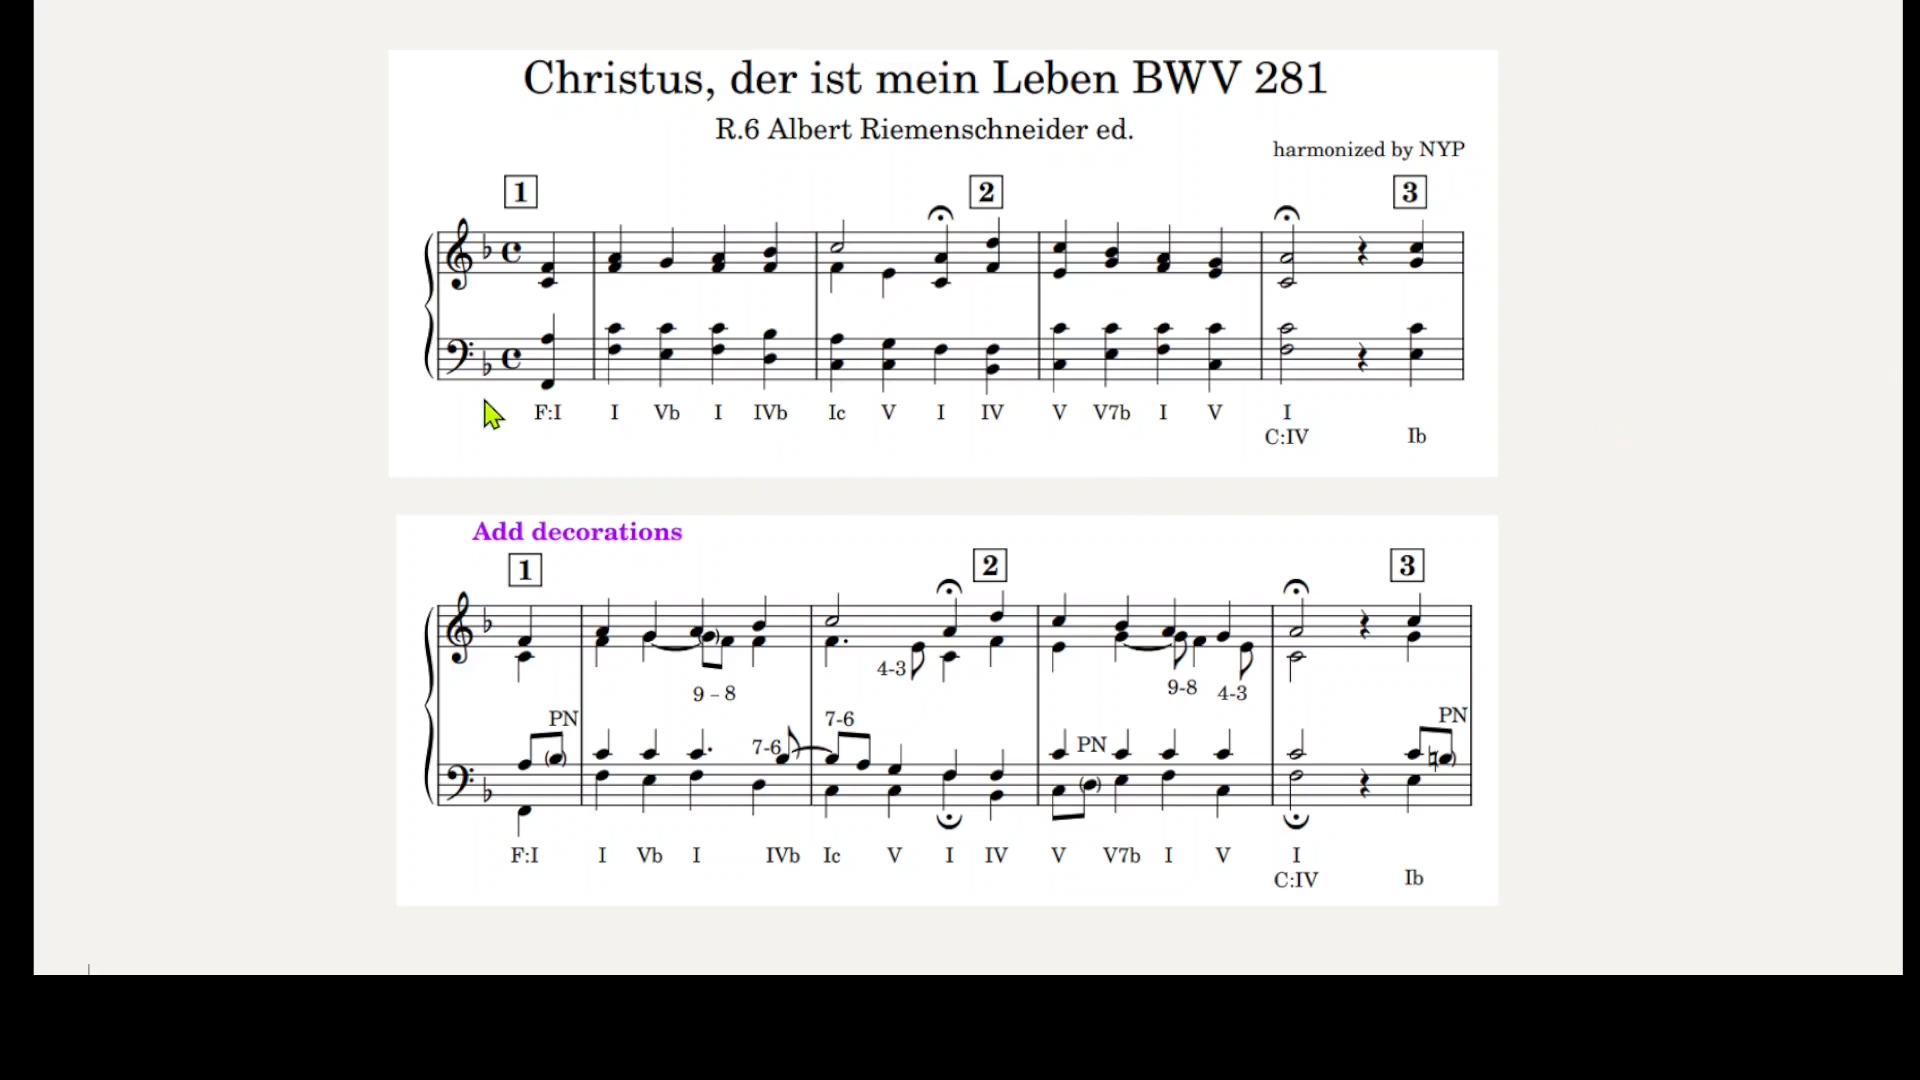 Christus, der ist mein Leben BWV 281
R.6 Albert Riemenschneider ed.
harmonized by NYP
1 2 3
F:I I Vb I IVb Ic V I IV V V7b I V I
C:IV Ib
Add decorations
1 2 3
4-3
9 – 8 9-8 4-3
PN 7-6 PN
7-6 PN
F:I I Vb I IVb Ic V I IV V V7b I V I
C:IV Ib